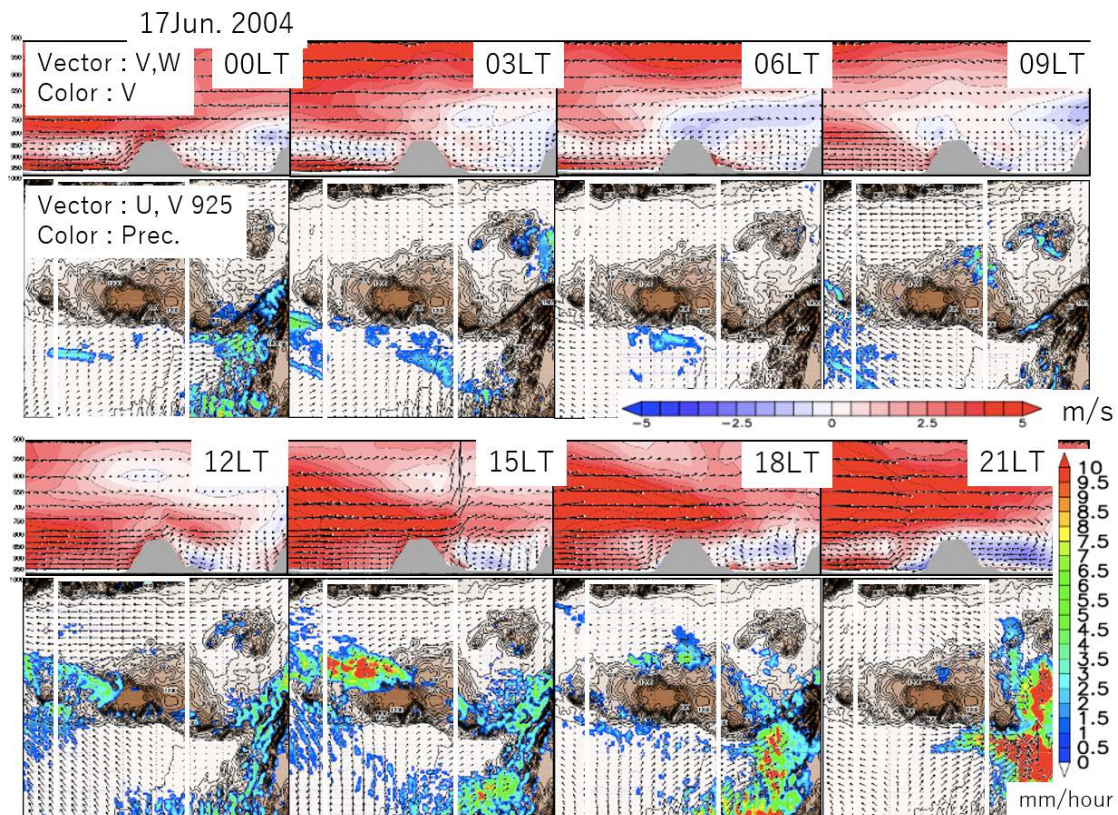 17Jun. 2004
Vector : V,W
Color : V
00LT
03LT
06LT
09LT
Vector : U, V 925
Color : Prec.
−5
−2.5
0
2.5
5
m/s
12LT
15LT
18LT
21LT
10
9.5
9
8.5
8
7.5
7
6.5
6
5.5
5
4.5
4
3.5
3
2.5
2
1.5
1
0.5
0
mm/hour